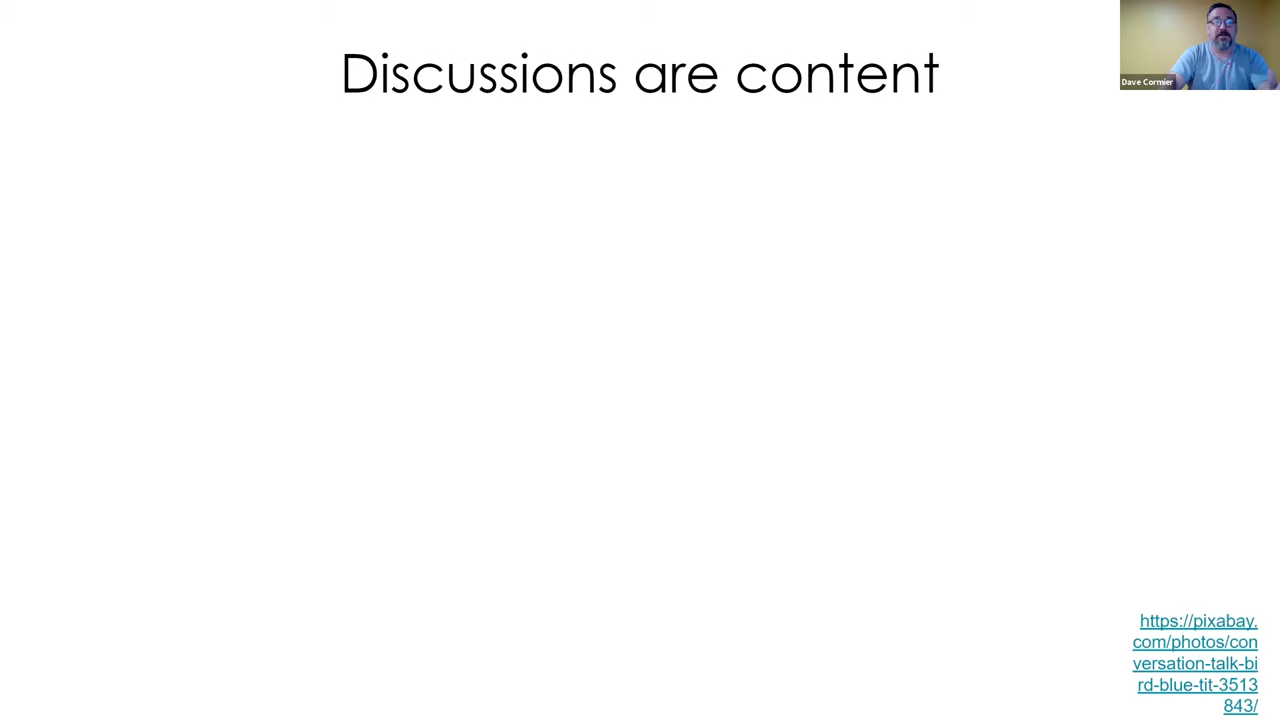 Discussions are content
Dave Cormier
https://pixabay.
com/photos/con
versation-talk-bi
rd-blue-tit-3513
843/